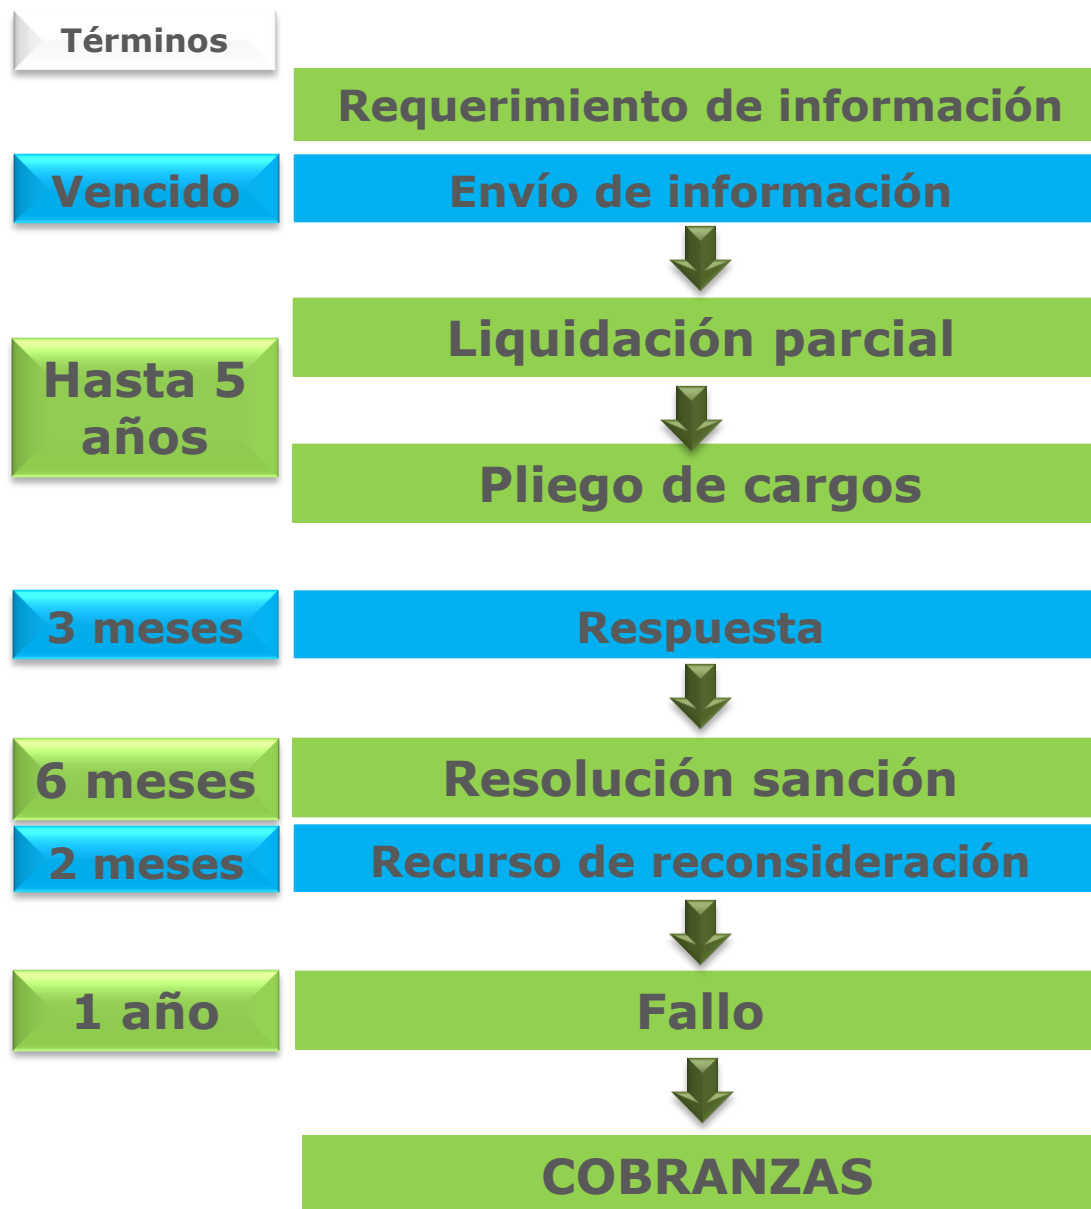 Términos
Requerimiento de información
Vencido
Envío de información
Liquidación parcial
Hasta 5
años
Pliego de cargos
3 meses
Respuesta
6 meses
Resolución sanción
2 meses
Recurso de reconsideración
1 año
Fallo
COBRANZAS